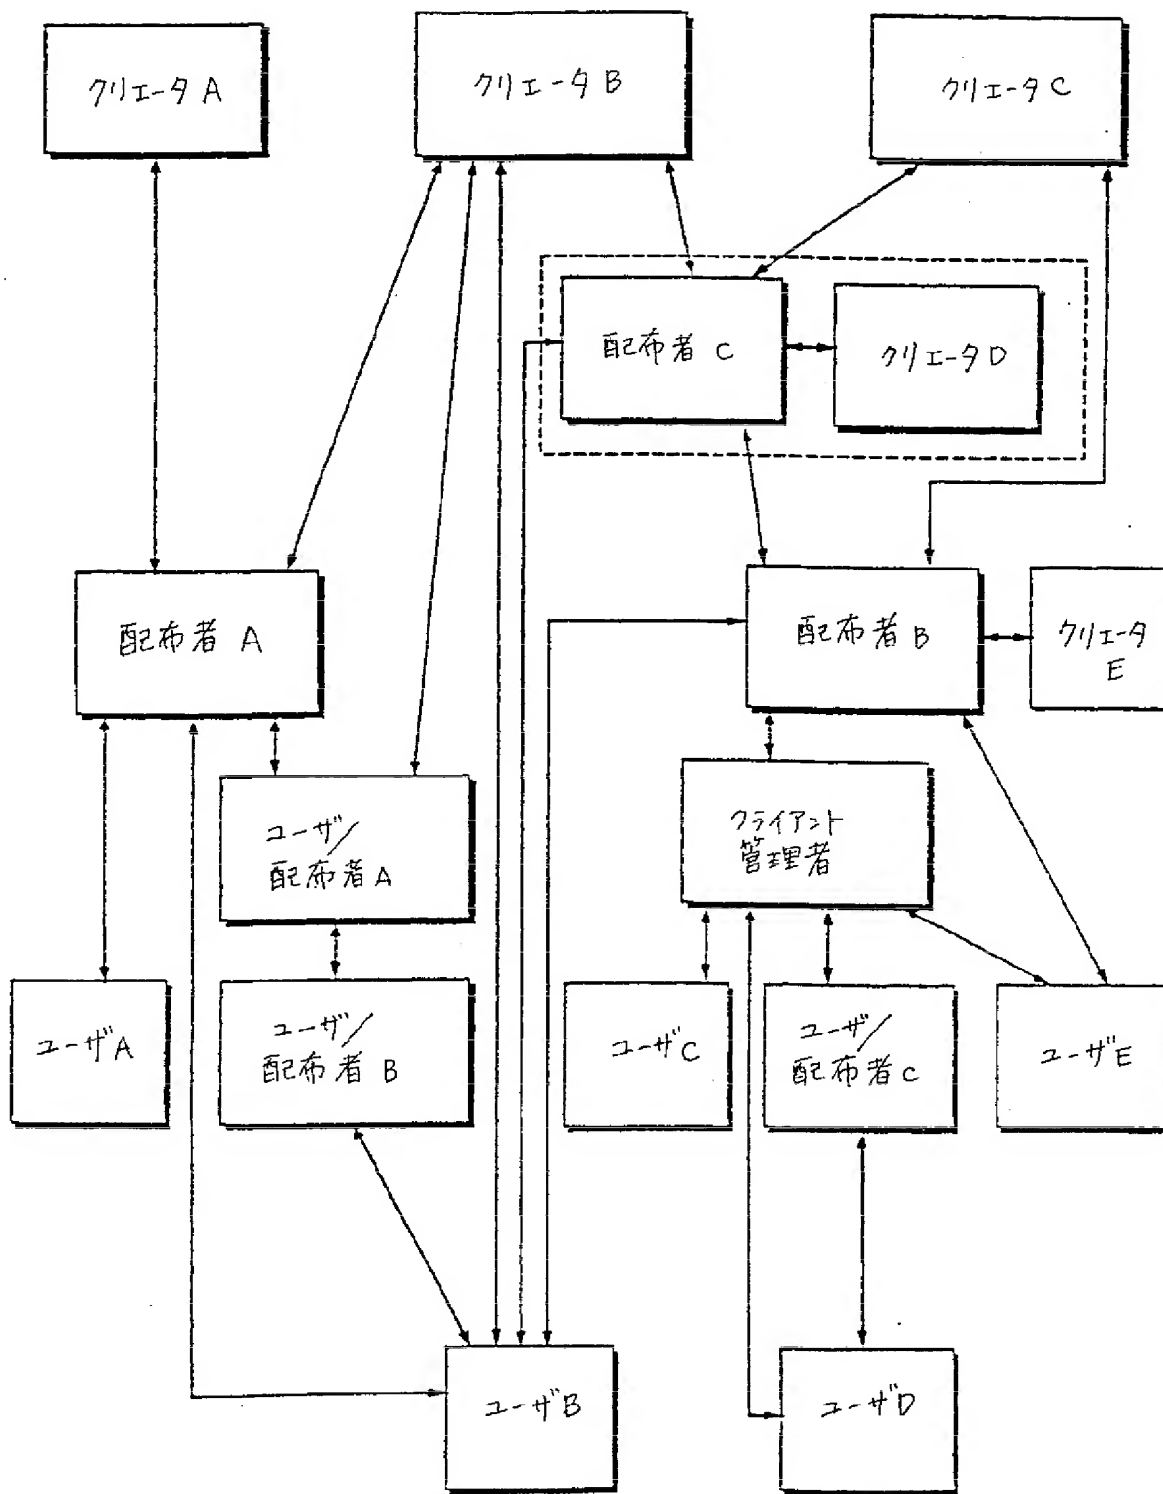 クリエータ A
クリエータ B
クリエータ C
配布者 C
クリエータ D
配布者 A
配布者 B
クリエータ
E
ユーザ/
配布者 A
クライアント
管理者
ユーザ A
ユーザ/
配布者 B
ユーザ C
ユーザ/
配布者 C
ユーザ E
ユーザ B
ユーザ D